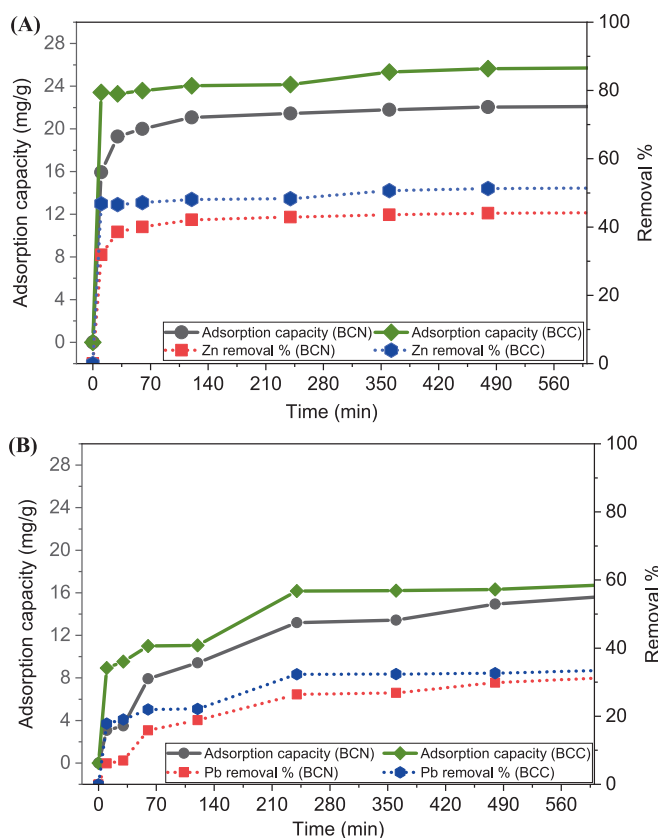 (A)
28
24
20
16
12
8
4
0
Adsorption capacity (mg/g)
100
80
60
40
20
0
Removal %
Adsorption capacity (BCN) Adsorption capacity (BCC)
Zn removal % (BCN) Zn removal % (BCC)
0 70 140 210 280 350 420 490 560
Time (min)
(B)
28
24
20
16
12
8
4
0
Adsorption capacity (mg/g)
100
80
60
40
20
0
Removal %
Adsorption capacity (BCN) Adsorption capacity (BCC)
Pb removal % (BCN) Pb removal % (BCC)
0 70 140 210 280 350 420 490 560
Time (min)